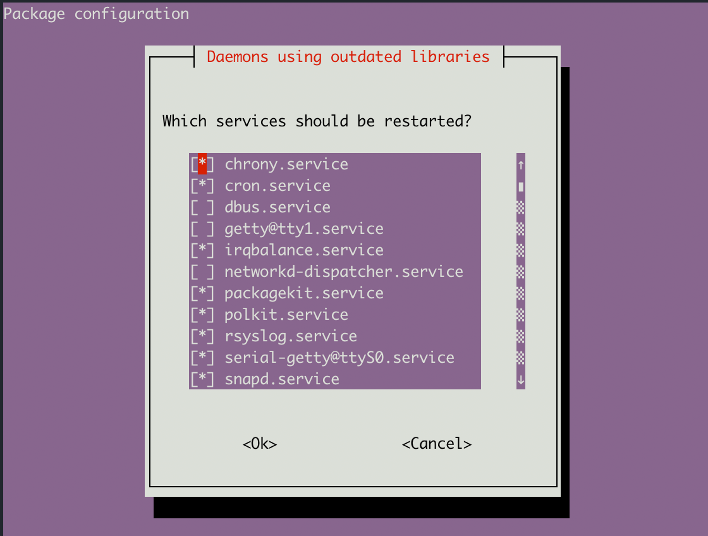 Package configuration
Daemons using outdated libraries
Which services should be restarted?
[*] chrony.service
[*] cron.service
[ ] dbus.service
[ ] getty@tty1.service
[*] irqbalance.service
[ ] networkd-dispatcher.service
[*] packagekit.service
[*] polkit.service
[*] rsyslog.service
[*] serial-getty@ttyS0.service
[*] snapd.service
<Ok> <Cancel>